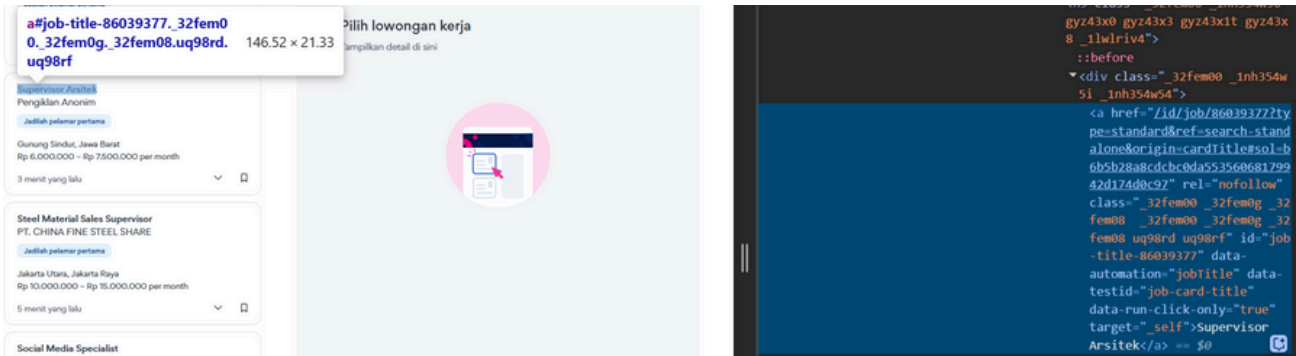 a#job-title-86039377._32fem0
0._32fem0g._32fem08.uq98rd.
uq98rf
146.52 × 21.33
Pilih lowongan kerja
Tampilkan detail di sini
Supervisor Arsitek
Pengiklan Anonim
Jadilah pelamar pertama
Gunung Sindur, Jawa Barat
Rp 6.000.000 – Rp 7.500.000 per month
3 menit yang lalu
Steel Material Sales Supervisor
PT. CHINA FINE STEEL SHARE
Jadilah pelamar pertama
Jakarta Utara, Jakarta Raya
Rp 10.000.000 – Rp 15.000.000 per month
5 menit yang lalu
Social Media Specialist
gyz43x0 gyz43x3 gyz43x1t gyz43x
8 _1lwlriv4">
::before
<div class="_32fem00 _1nh354w
5i _1nh354w54">
<a href="/id/job/86039377?ty
pe=standard&ref=search-stand
alone&origin=cardTitle#sol=b
6b5b28a8cdcbc0da553560681799
42d174d0c97" rel="nofollow"
class="_32fem00 _32fem0g _32
fem08 _32fem00 _32fem0g _32
fem08 uq98rd uq98rf" id="job
-title-86039377" data-
automation="jobTitle" data-
testid="job-card-title"
data-run-click-only="true"
target="_self">Supervisor
Arsitek</a> == $0